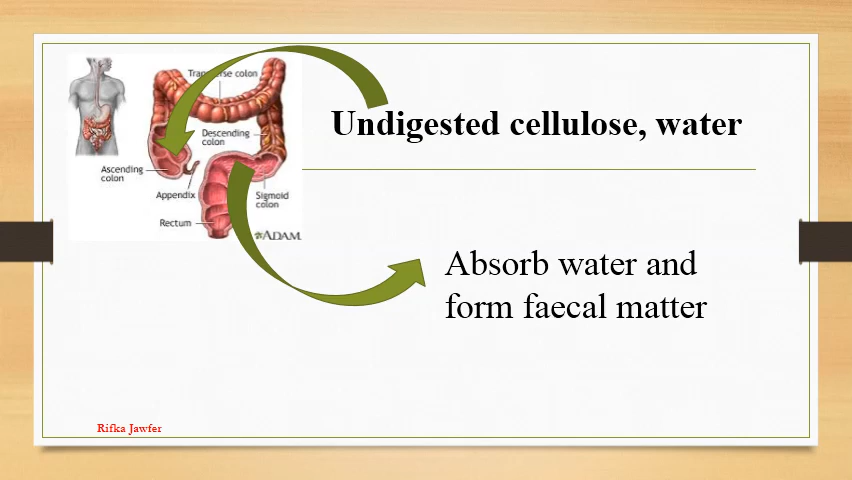 Transverse colon
Undigested cellulose, water
Descending
colon
Ascending
colon
Appendix
Sigmoid
colon
Rectum
ADAM.
Absorb water and
form faecal matter
Rifka Jawfer